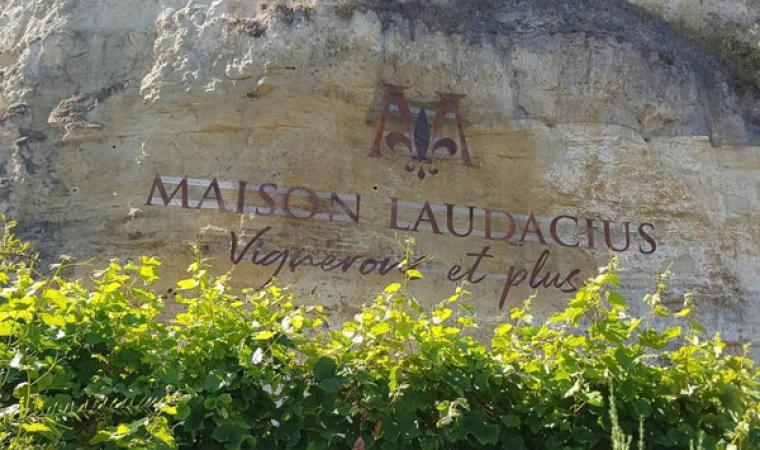 MAISON LAUDACIUS
Vignerons et plus